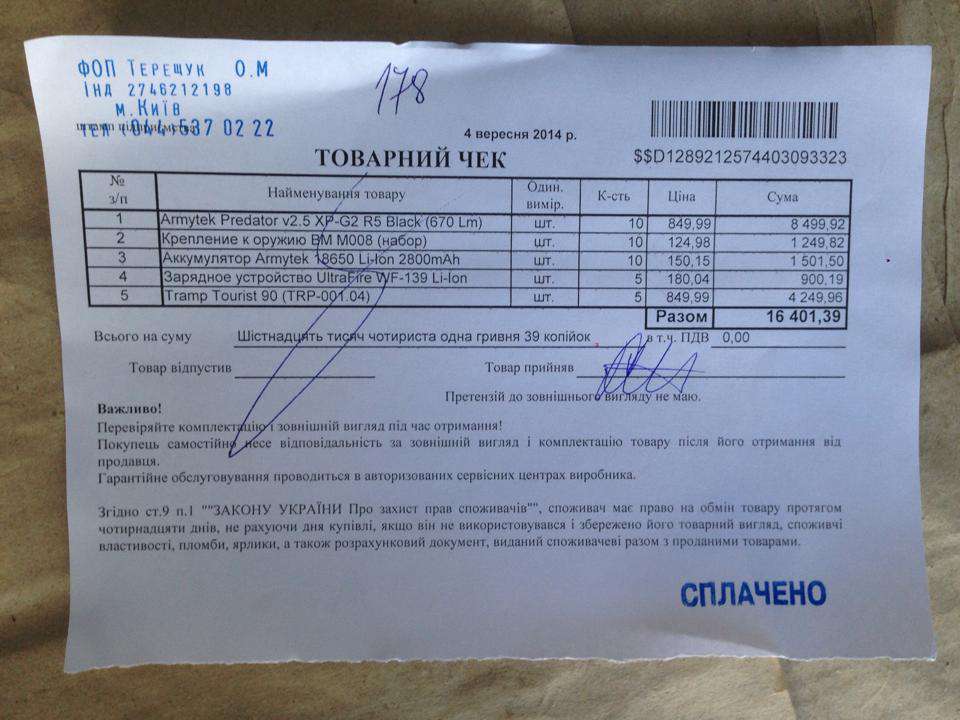 ФОП ТЕРЕЩУК О.М
ІНД 2746212198
м.КИЇВ
ТЕЛ 044 537 02 22
178
4 вересня 2014 р.
$$D1289212574403093323
ТОВАРНИЙ ЧЕК
№ з/п Найменування товару Один. вимір. К-сть Ціна Сума
1 Armytek Predator v2.5 XP-G2 R5 Black (670 Lm) шт. 10 849,99 8 499,92
2 Крепление к оружию ВМ М008 (набор) шт. 10 124,98 1 249,82
3 Аккумулятор Armytek 18650 Li-Ion 2800mAh шт. 10 150,15 1 501,50
4 Зарядное устройство UltraFire WF-139 Li-Ion шт. 5 180,04 900,19
5 Tramp Tourist 90 (TRP-001.04) шт. 5 849,99 4 249,96
Разом 16 401,39
Всього на суму Шістнадцять тисяч чотириста одна гривня 39 копійок в т.ч. ПДВ 0,00
Товар відпустив Товар прийняв
Претензій до зовнішнього вигляду не маю.
Важливо!
Перевіряйте комплектацію і зовнішній вигляд під час отримання!
Покупець самостійно несе відповідальність за зовнішній вигляд і комплектацію товару після його отримання від
продавця.
Гарантійне обслуговування проводиться в авторизованих сервісних центрах виробника.
Згідно ст.9 п.1 ""ЗАКОНУ УКРАЇНИ Про захист прав споживачів"", споживач має право на обмін товару протягом
чотирнадцяти днів, не рахуючи дня купівлі, якщо він не використовувався і збережено його товарний вигляд, споживчі
властивості, пломби, ярлики, а також розрахунковий документ, виданий споживачеві разом з проданими товарами.
СПЛАЧЕНО